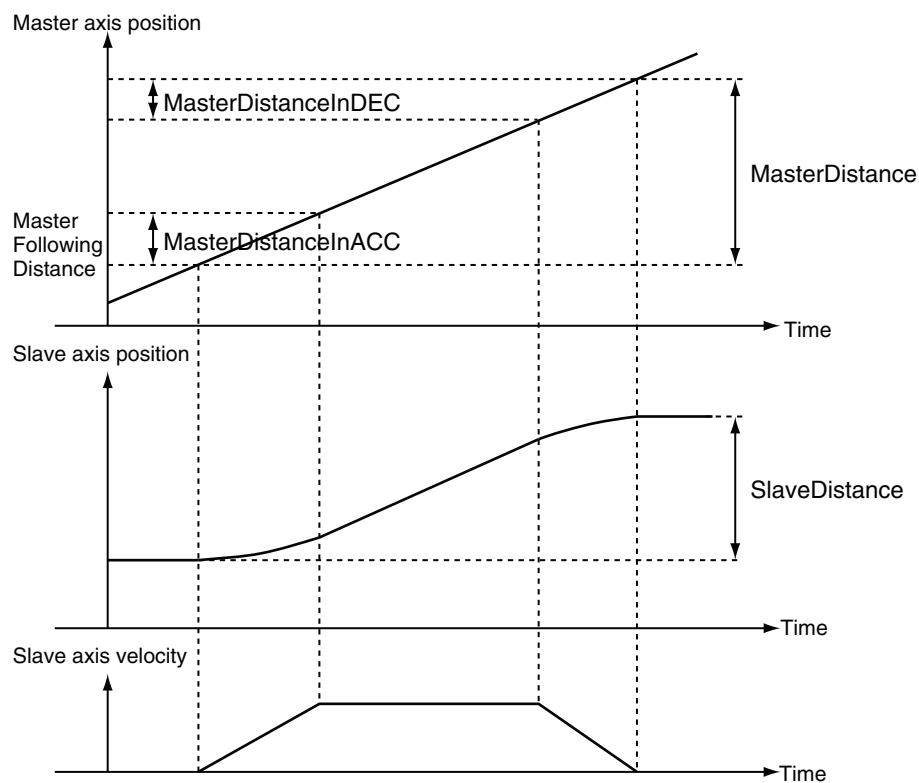 Master axis position
MasterDistanceInDEC
MasterDistance
Master
Following
Distance
MasterDistanceInACC
Time
Slave axis position
SlaveDistance
Time
Slave axis velocity
Time